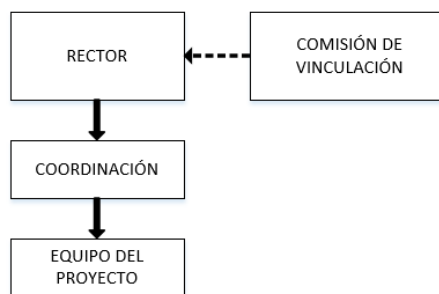 RECTOR
COMISIÓN DE
VINCULACIÓN
COORDINACIÓN
EQUIPO DEL
PROYECTO